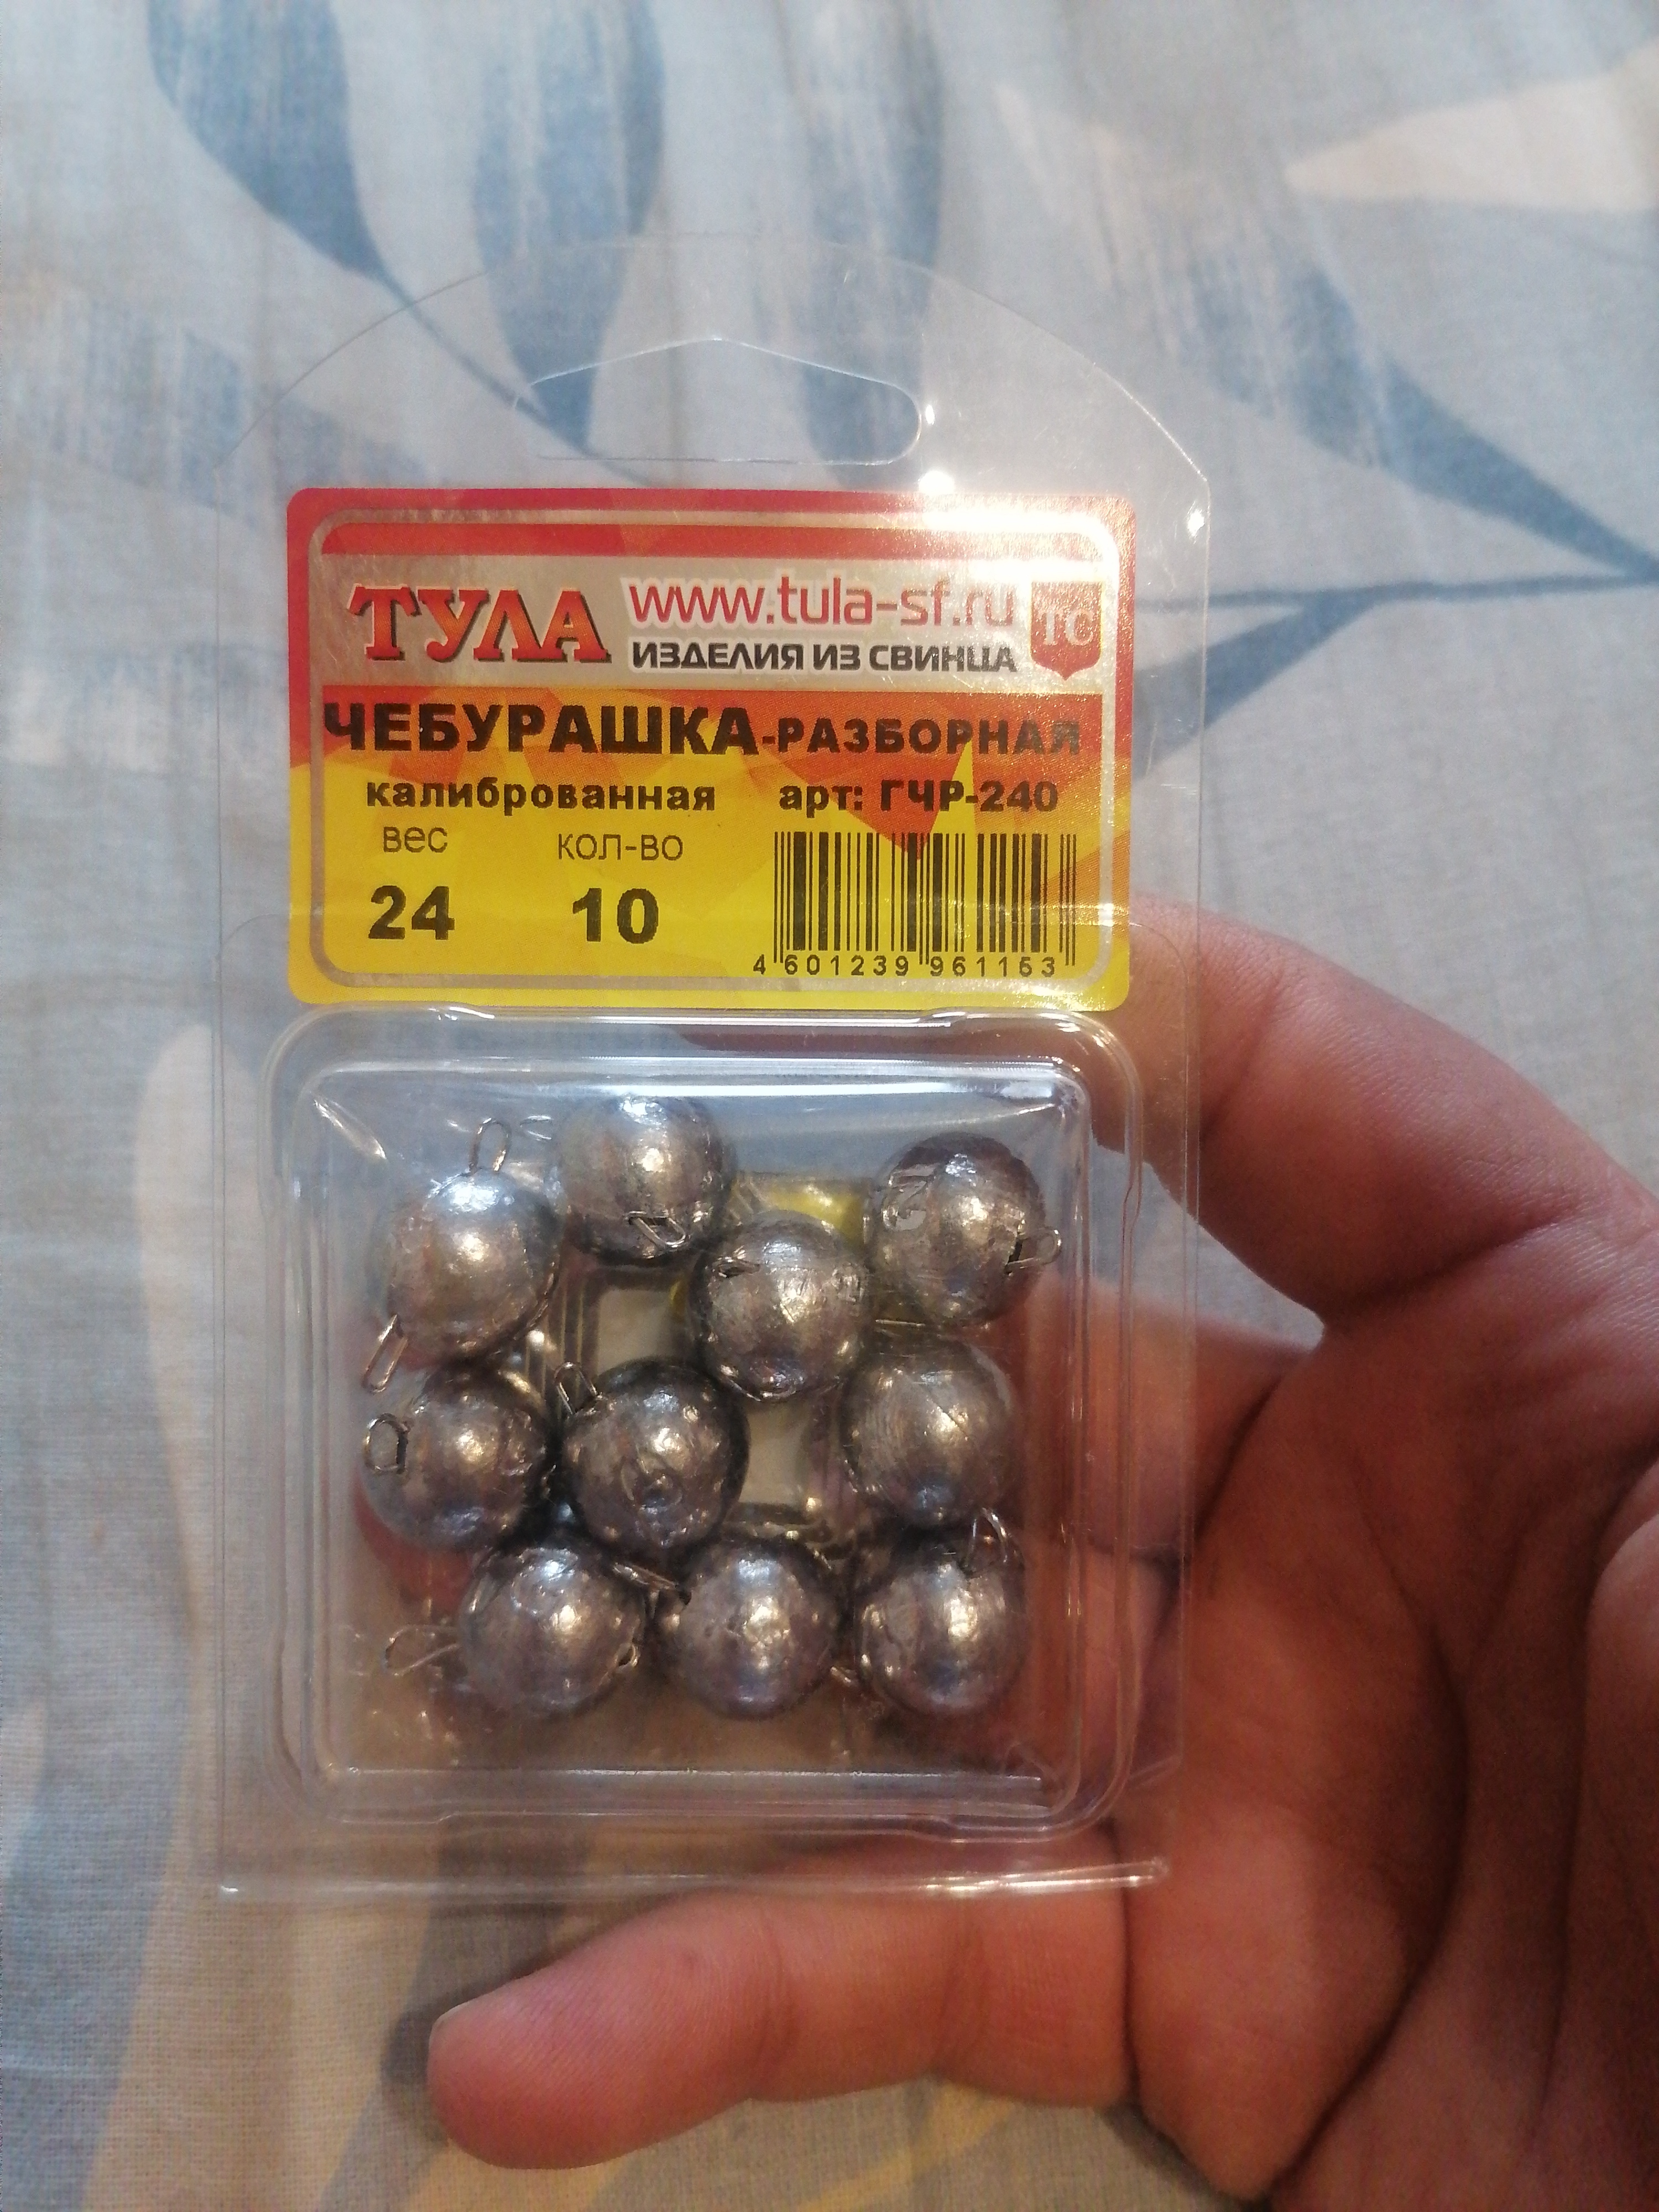 ТУЛА www.tula-sf.ru ТС
ИЗДЕЛИЯ ИЗ СВИНЦА
ЧЕБУРАШКА-РАЗБОРНАЯ
калиброванная арт: ГЧР-240
вес кол-во
24 10
4 601239 961163